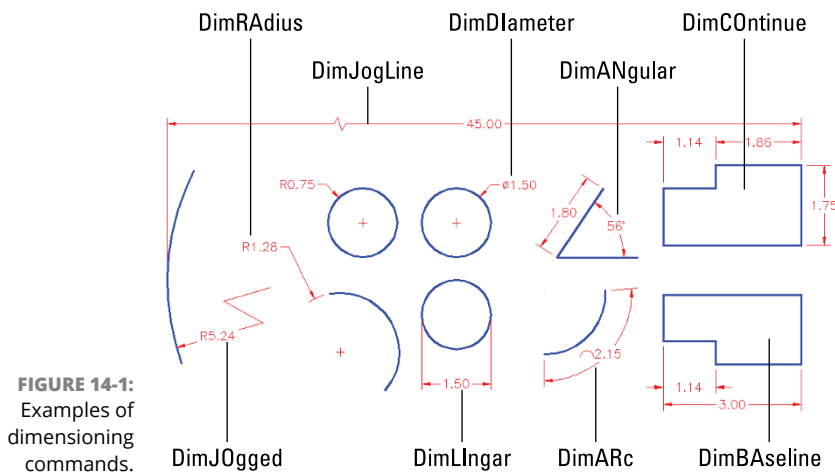 DimRAdius DimDIameter DimCOntinue
DimJogLine DimANgular
45.00
1.14 1.86
R0.75 ⌀1.50
1.80
1.75
56°
R1.28
R5.24
⌒2.15
1.50
1.14
3.00
FIGURE 14-1:
Examples of
dimensioning
commands.
DimJOgged DimLIngar DimARc DimBAseline